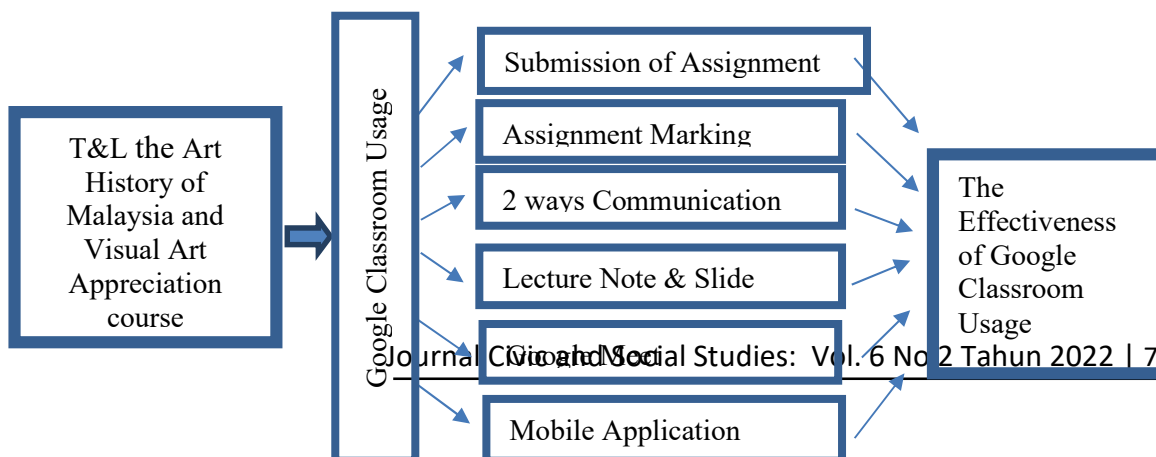 T&L the Art
History of
Malaysia and
Visual Art
Appreciation
course
Google Classroom Usage
Submission of Assignment
Assignment Marking
2 ways Communication
Lecture Note & Slide
Google Meet
Mobile Application
The
Effectiveness
of Google
Classroom
Usage
Journal Civic and Social Studies: Vol. 6 No 2 Tahun 2022 | 7